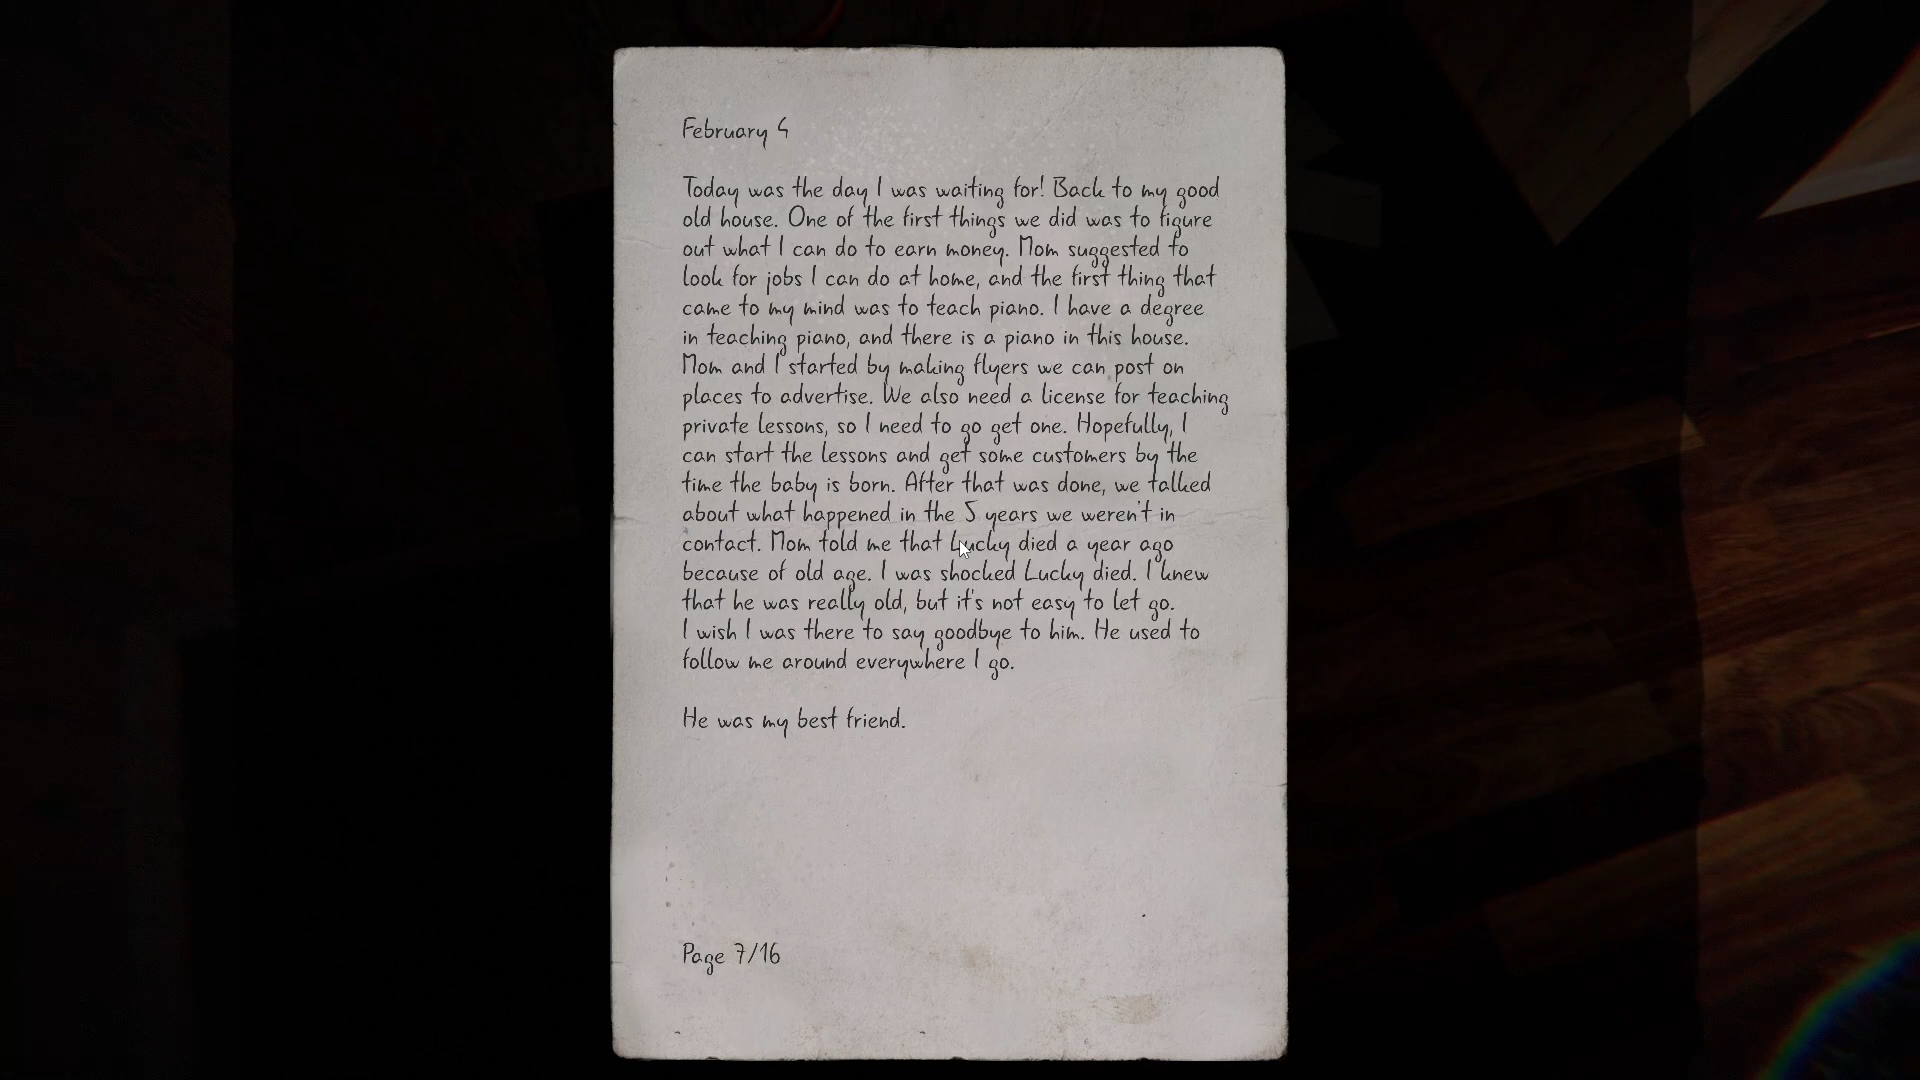 February 4
Today was the day I was waiting for! Back to my good
old house. One of the first things we did was to figure
out what I can do to earn money. Mom suggested to
look for jobs I can do at home, and the first thing that
came to my mind was to teach piano. I have a degree
in teaching piano, and there is a piano in this house.
Mom and I started by making flyers we can post on
places to advertise. We also need a license for teaching
private lessons, so I need to go get one. Hopefully, I
can start the lessons and get some customers by the
time the baby is born. After that was done, we talked
about what happened in the 5 years we weren't in
contact. Mom told me that Lucky died a year ago
because of old age. I was shocked Lucky died. I knew
that he was really old, but it's not easy to let go.
I wish I was there to say goodbye to him. He used to
follow me around everywhere I go.
He was my best friend.
Page 7/16